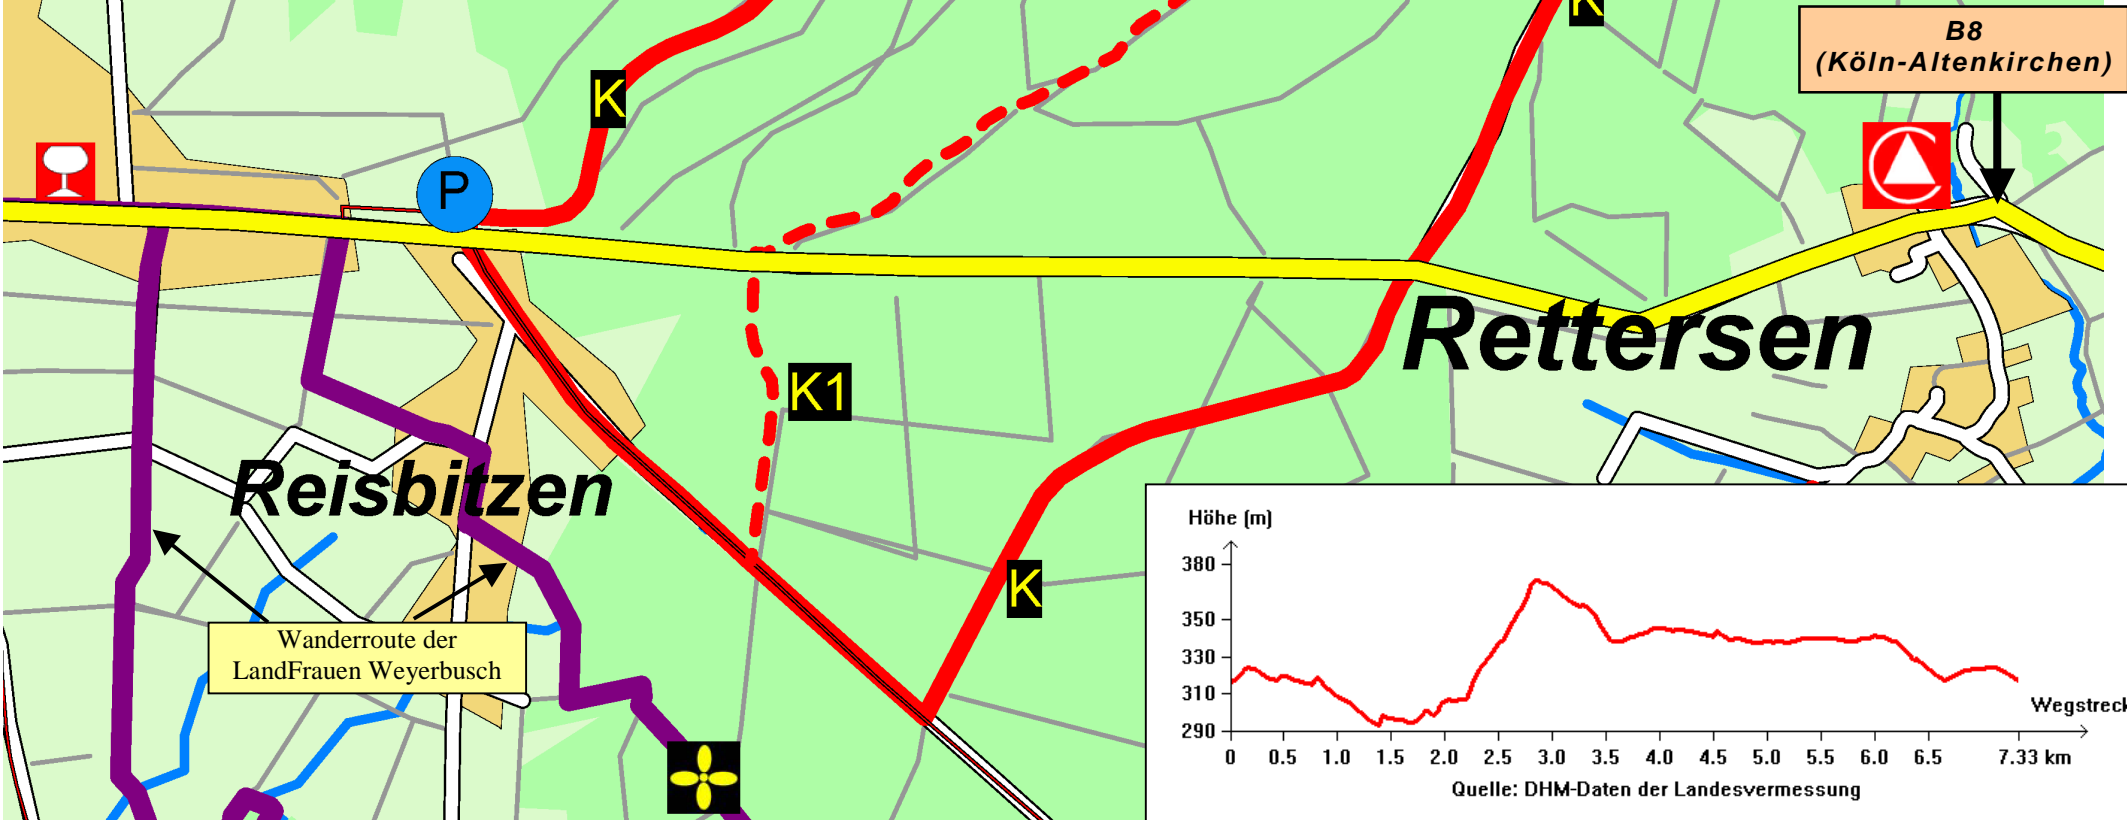 K
B8
(Köln-Altenkirchen)
K
P
Rettersen
K1
Reisbitzen
K
Wanderroute der
LandFrauen Weyerbusch
Höhe (m)
380
350
330
310
290
0 0.5 1.0 1.5 2.0 2.5 3.0 3.5 4.0 4.5 5.0 5.5 6.0 6.5 7.33 km
Wegstreck
Quelle: DHM-Daten der Landesvermessung